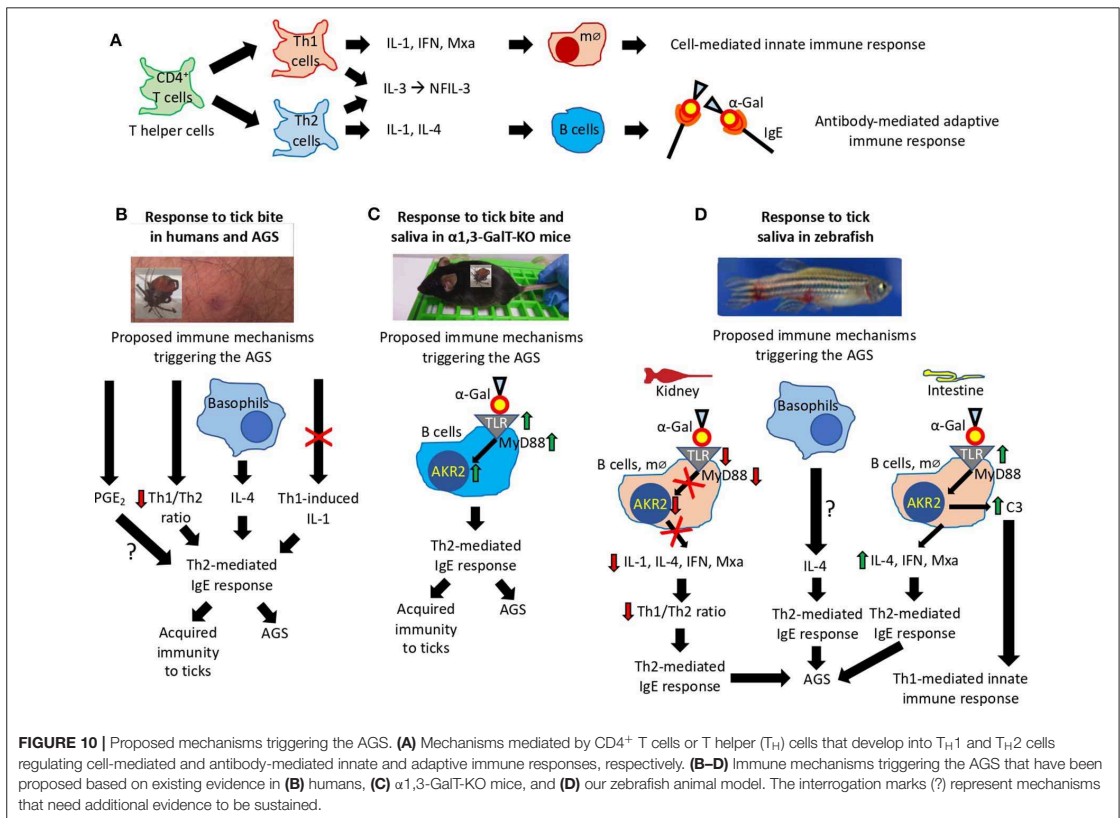 A
CD4⁺
T cells
T helper cells
Th1
cells
Th2
cells
IL-1, IFN, Mxa
IL-3 → NFIL-3
IL-1, IL-4
mø
B cells
Cell-mediated innate immune response
α-Gal
IgE
Antibody-mediated adaptive
immune response
B
Response to tick bite
in humans and AGS
Proposed immune mechanisms
triggering the AGS
Basophils
PGE₂
Th1/Th2
ratio
IL-4
Th1-induced
IL-1
?
Th2-mediated
IgE response
Acquired
immunity
to ticks
AGS
C
Response to tick bite and
saliva in α1,3-GalT-KO mice
Proposed immune mechanisms
triggering the AGS
α-Gal
TLR
B cells
MyD88
AKR2
Th2-mediated
IgE response
Acquired
immunity
to ticks
AGS
D
Response to tick
saliva in zebrafish
Proposed immune mechanisms
triggering the AGS
Kidney
α-Gal
TLR
B cells, mø
MyD88
AKR2
IL-1, IL-4, IFN, Mxa
Th1/Th2 ratio
Th2-mediated
IgE response
Basophils
?
IL-4
Th2-mediated
IgE response
AGS
Intestine
α-Gal
TLR
B cells, mø
MyD88
AKR2
C3
IL-4, IFN, Mxa
Th2-mediated
IgE response
Th1-mediated innate
immune response
FIGURE 10 | Proposed mechanisms triggering the AGS. (A) Mechanisms mediated by CD4⁺ T cells or T helper (T_H) cells that develop into T_H1 and T_H2 cells
regulating cell-mediated and antibody-mediated innate and adaptive immune responses, respectively. (B–D) Immune mechanisms triggering the AGS that have been
proposed based on existing evidence in (B) humans, (C) α1,3-GalT-KO mice, and (D) our zebrafish animal model. The interrogation marks (?) represent mechanisms
that need additional evidence to be sustained.